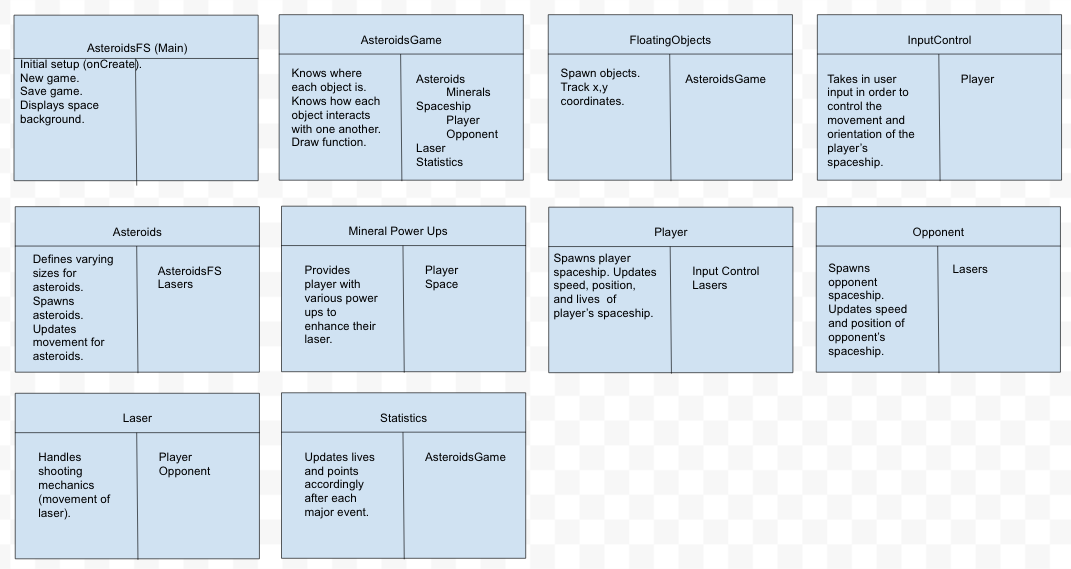 AsteroidsFS (Main)
Initial setup (onCreate).
New game.
Save game.
Displays space
background.
AsteroidsGame
Knows where
each object is.
Knows how each
object interacts
with one another.
Draw function.
Asteroids
Minerals
Spaceship
Player
Opponent
Laser
Statistics
FloatingObjects
Spawn objects.
Track x,y
coordinates.
AsteroidsGame
InputControl
Takes in user
input in order to
control the
movement and
orientation of the
player's
spaceship.
Player
Asteroids
Defines varying
sizes for
asteroids.
Spawns
asteroids.
Updates
movement for
asteroids.
AsteroidsFS
Lasers
Mineral Power Ups
Provides
player with
various power
ups to
enhance their
laser.
Player
Space
Player
Spawns player
spaceship. Updates
speed, position,
and lives  of
player's spaceship.
Input Control
Lasers
Opponent
Spawns
opponent
spaceship.
Updates speed
and position of
opponent's
spaceship.
Lasers
Laser
Handles
shooting
mechanics
(movement of
laser).
Player
Opponent
Statistics
Updates lives
and points
accordingly
after each
major event.
AsteroidsGame